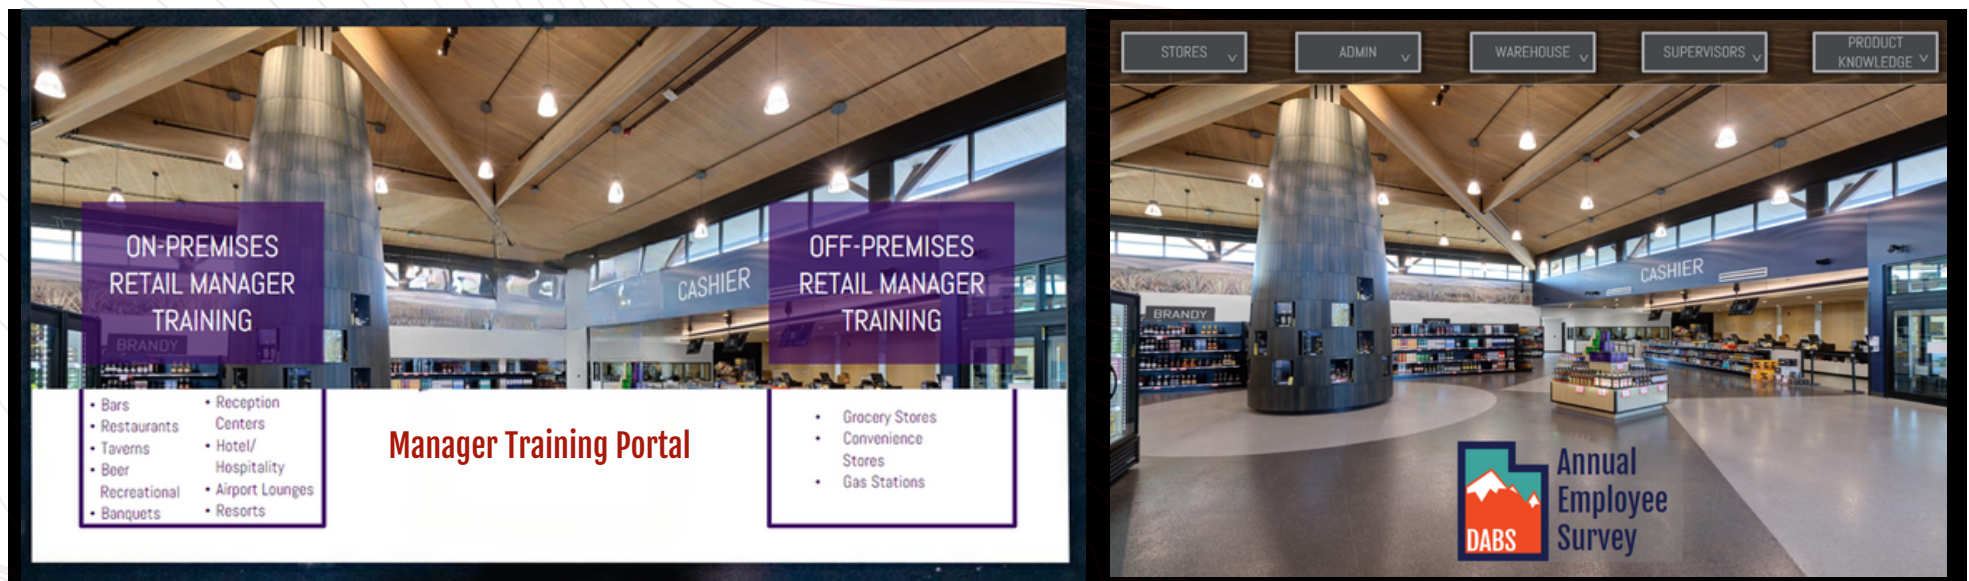 ON-PREMISES
RETAIL MANAGER
TRAINING
BRANDY
• Bars
• Restaurants
• Taverns
• Beer
Recreational
• Banquets
• Reception
Centers
• Hotel/
Hospitality
• Airport Lounges
• Resorts
CASHIER
Manager Training Portal
OFF-PREMISES
RETAIL MANAGER
TRAINING
• Grocery Stores
• Convenience
Stores
• Gas Stations
STORES
ADMIN
WAREHOUSE
SUPERVISORS
PRODUCT
KNOWLEDGE
CASHIER
BRANDY
DABS
Annual
Employee
Survey